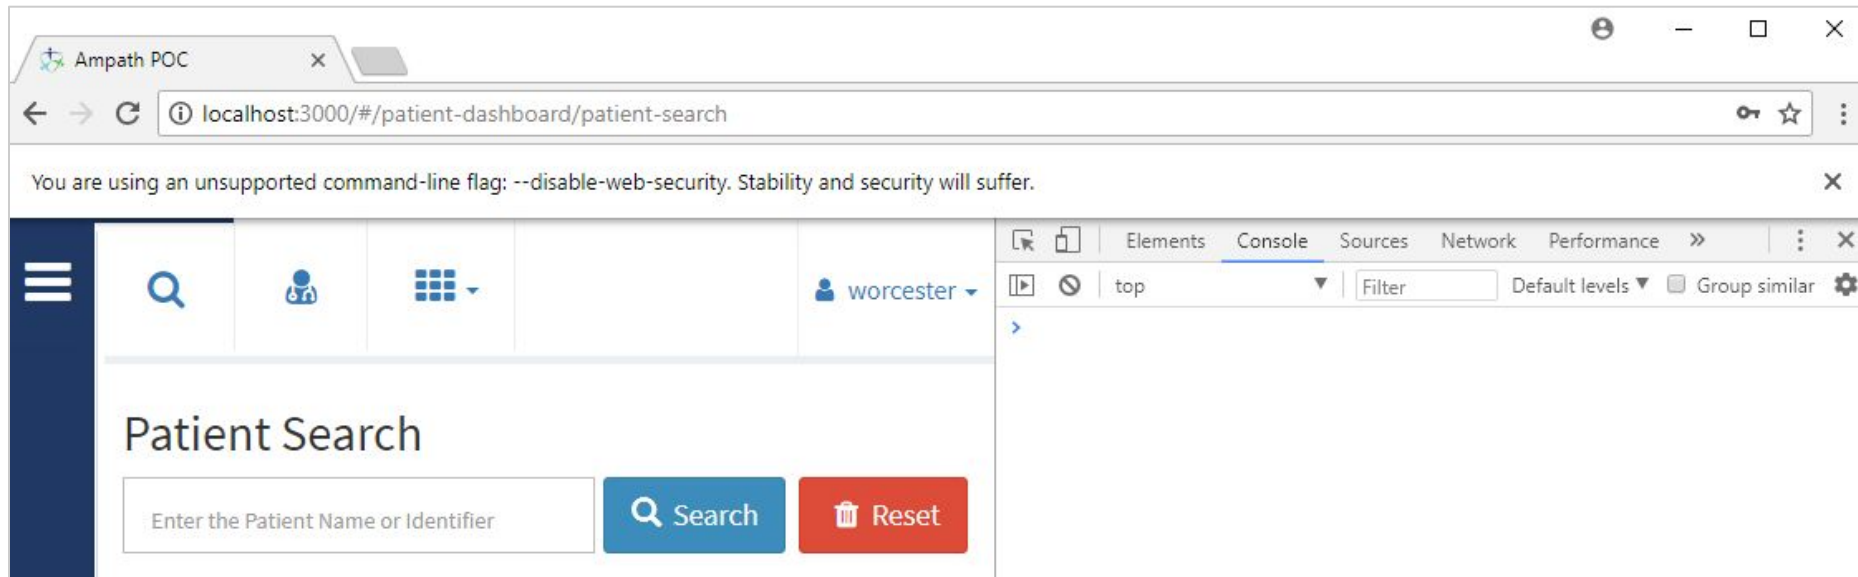 Ampath POC
localhost:3000/#/patient-dashboard/patient-search
You are using an unsupported command-line flag: --disable-web-security. Stability and security will suffer.
worcester
Patient Search
Enter the Patient Name or Identifier
Search
Reset
Elements Console Sources Network Performance »
top Filter Default levels Group similar